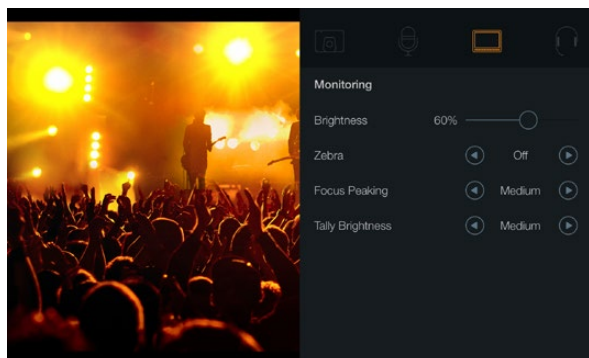 Monitoring
Brightness 60%
Zebra Off
Focus Peaking Medium
Tally Brightness Medium